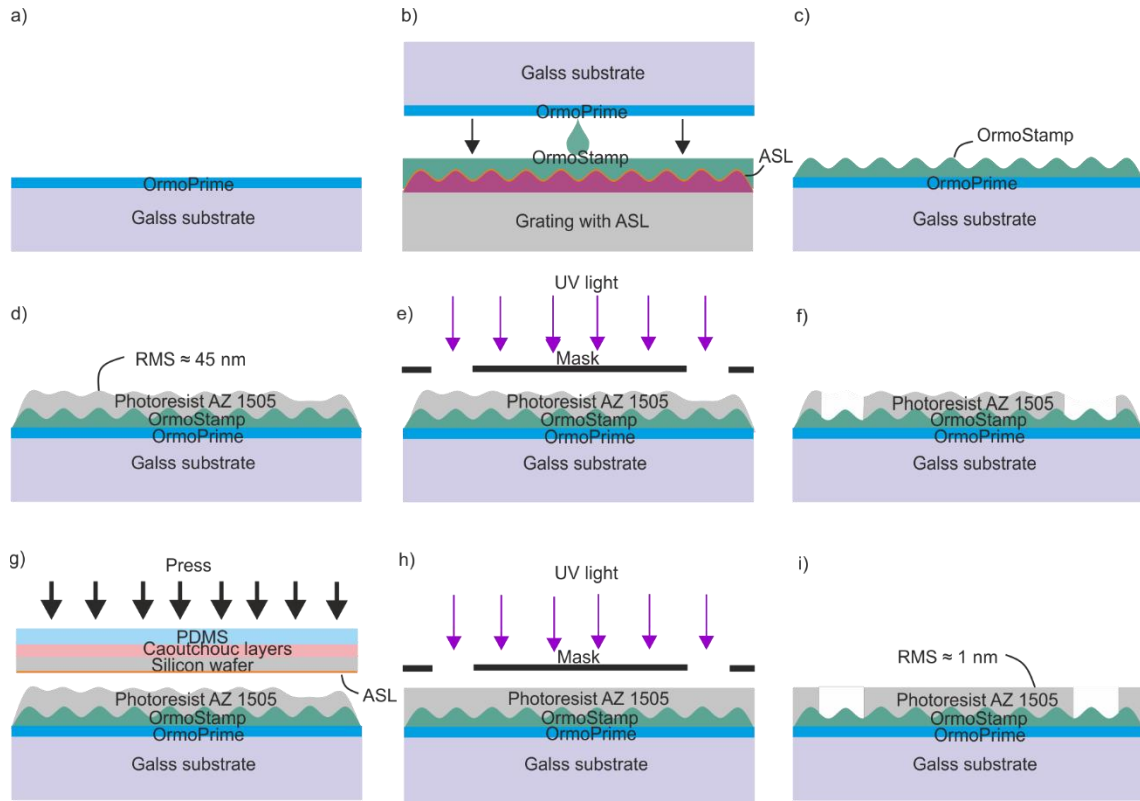 a)
OrmoPrime
Galss substrate
b)
Galss substrate
OrmoPrime
OrmoStamp
ASL
Grating with ASL
c)
OrmoStamp
OrmoPrime
Galss substrate
d)
RMS ≈ 45 nm
Photoresist AZ 1505
OrmoStamp
OrmoPrime
Galss substrate
e)
UV light
Mask
Photoresist AZ 1505
OrmoStamp
OrmoPrime
Galss substrate
f)
Photoresist AZ 1505
OrmoStamp
OrmoPrime
Galss substrate
g)
Press
PDMS
Caoutchouc layers
Silicon wafer
ASL
Photoresist AZ 1505
OrmoStamp
OrmoPrime
Galss substrate
h)
UV light
Mask
Photoresist AZ 1505
OrmoStamp
OrmoPrime
Galss substrate
i)
RMS ≈ 1 nm
Photoresist AZ 1505
OrmoStamp
OrmoPrime
Galss substrate